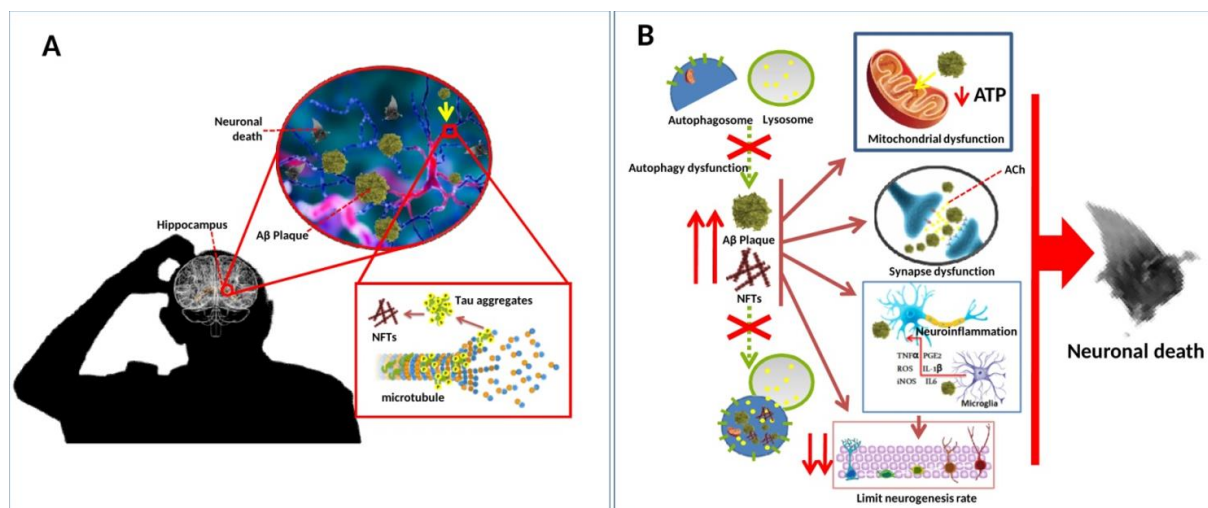 A
Neuronal
death
Hippocampus
Aβ Plaque
Tau aggregates
NFTs
microtubule
B
Autophagosome
Lysosome
Autophagy dysfunction
Aβ Plaque
NFTs
ATP
Mitochondrial dysfunction
ACh
Synapse dysfunction
Neuroinflammation
TNFα PGE2
ROS IL-1β
iNOS IL6
Microglia
Limit neurogenesis rate
Neuronal death